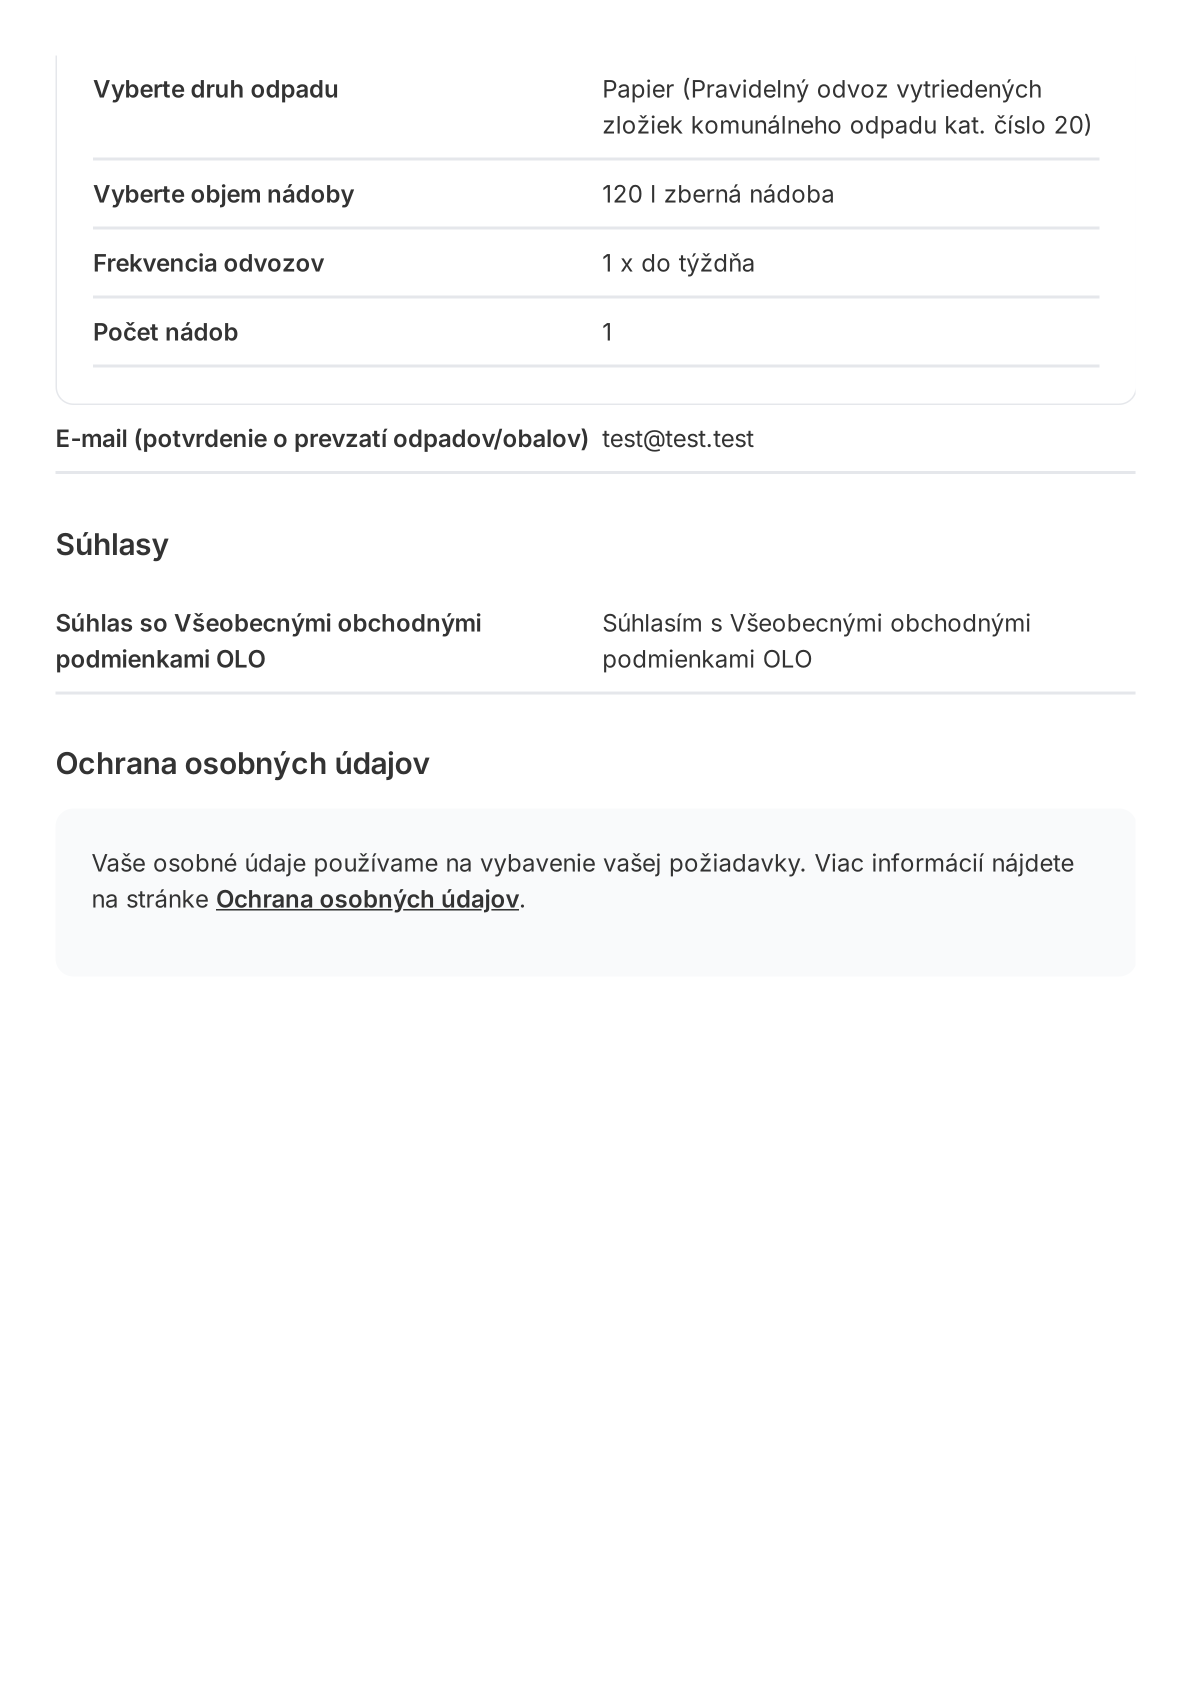 Vyberte druh odpadu
Papier (Pravidelný odvoz vytriedených
zložiek komunálneho odpadu kat. číslo 20)
Vyberte objem nádoby
120 l zberná nádoba
Frekvencia odvozov
1 x do týždňa
Počet nádob
1
E-mail (potvrdenie o prevzatí odpadov/obalov)
test@test.test
Súhlasy
Súhlas so Všeobecnými obchodnými
podmienkami OLO
Súhlasím s Všeobecnými obchodnými
podmienkami OLO
Ochrana osobných údajov
Vaše osobné údaje používame na vybavenie vašej požiadavky. Viac informácií nájdete
na stránke Ochrana osobných údajov.